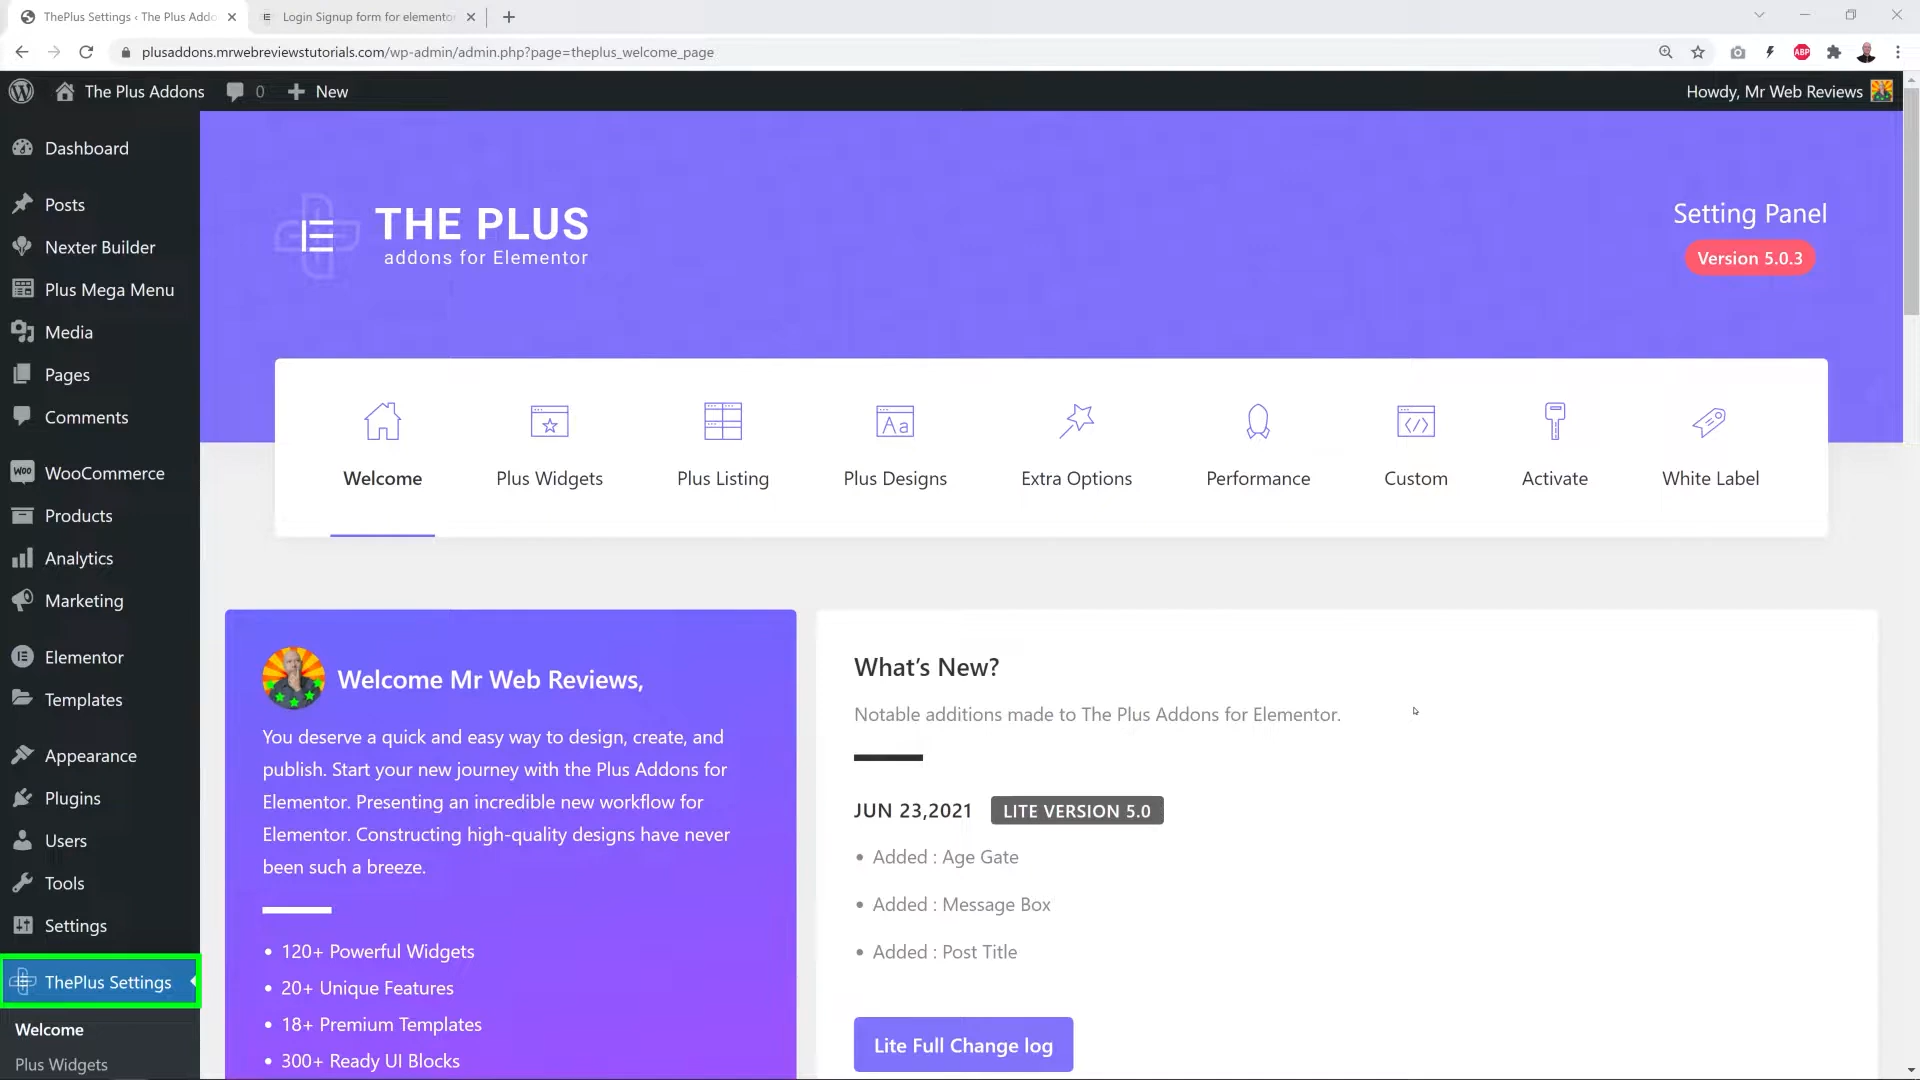 ThePlus Settings ‹ The Plus Addo
Login Signup form for elementor
plusaddons.mrwebreviewstutorials.com/wp-admin/admin.php?page=theplus_welcome_page
ABP
The Plus Addons
0
New
Howdy, Mr Web Reviews
Dashboard
Posts
Nexter Builder
Plus Mega Menu
Media
Pages
Comments
Woo
WooCommerce
Products
Analytics
Marketing
Elementor
Templates
Appearance
Plugins
Users
Tools
Settings
ThePlus Settings
Welcome
Plus Widgets
THE PLUS
addons for Elementor
Setting Panel
Version 5.0.3
Aa
</>
Welcome
Plus Widgets
Plus Listing
Plus Designs
Extra Options
Performance
Custom
Activate
White Label
Welcome Mr Web Reviews,
You deserve a quick and easy way to design, create, and
publish. Start your new journey with the Plus Addons for
Elementor. Presenting an incredible new workflow for
Elementor. Constructing high-quality designs have never
been such a breeze.
• 120+ Powerful Widgets
• 20+ Unique Features
• 18+ Premium Templates
• 300+ Ready UI Blocks
What's New?
Notable additions made to The Plus Addons for Elementor.
JUN 23,2021 LITE VERSION 5.0
• Added : Age Gate
• Added : Message Box
• Added : Post Title
Lite Full Change log